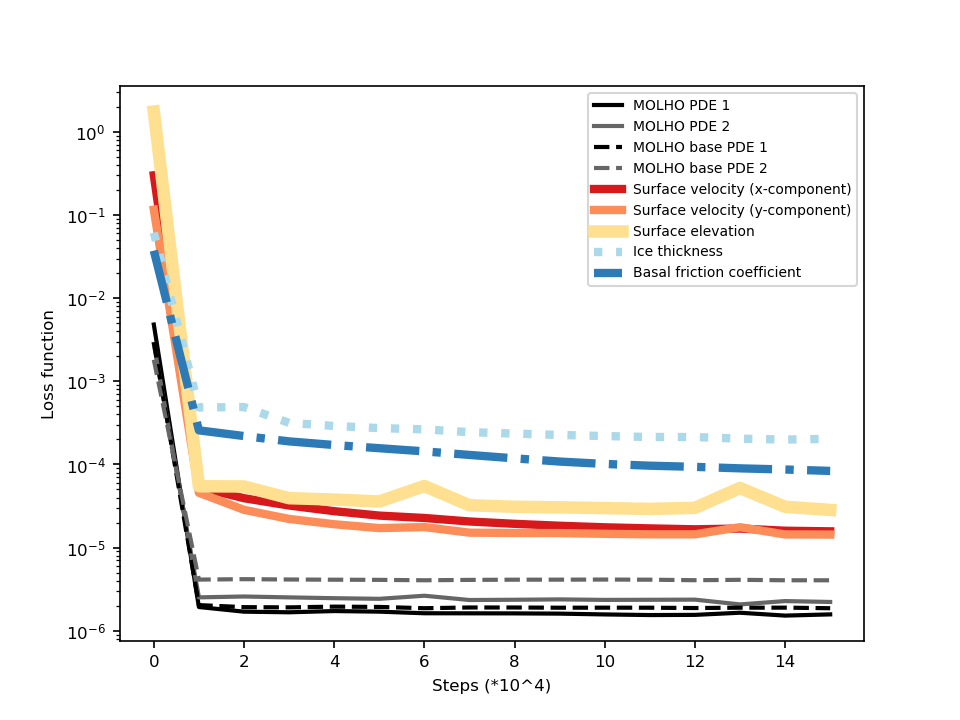 MOLHO PDE 1
MOLHO PDE 2
MOLHO base PDE 1
MOLHO base PDE 2
Surface velocity (x-component)
Surface velocity (y-component)
Surface elevation
Ice thickness
Basal friction coefficient
10^0
10^-1
10^-2
10^-3
10^-4
10^-5
10^-6
Loss function
0 2 4 6 8 10 12 14
Steps (*10^4)